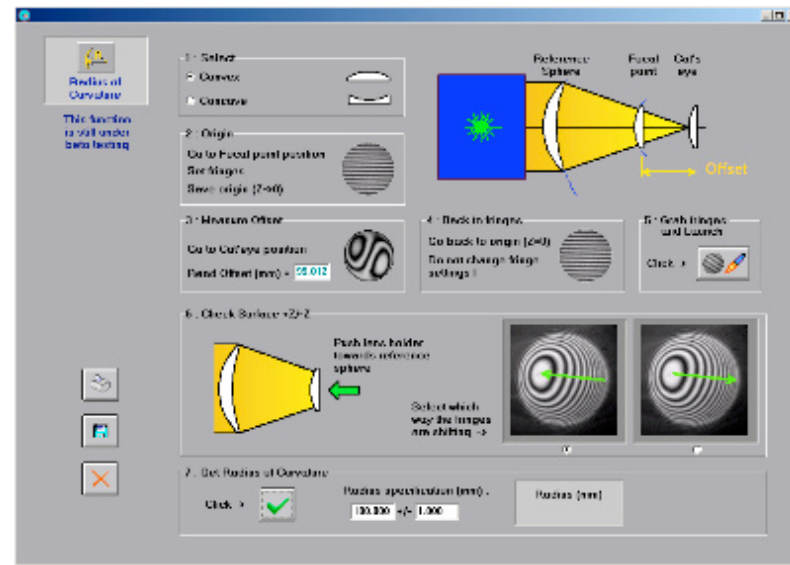 Radius of
Curvature
This function
is still under
beta testing
1 : Select
Convex
Concave
2 : Origin
Go to Focal point position
Set fringes
Save origin (Z->0)
3 : Measure Offset
Go to Cat'eye position
Read Offset (mm) =
4 : Back to fringes
Go back to origin (Z=0)
Do not change fringe
settings !
5 : Grab fringes
and Launch
Click >
Reference
Sphere
Focal
point
Cat's
eye
Offset
6 : Check Surface +Z/-Z
Push lens holder
towards reference
sphere
Select which
way the fringes
are shifting ->
7 : Get Radius of Curvature
Click >
Radius specification (mm) :
100.000 +/- 1.000
Radius (mm)